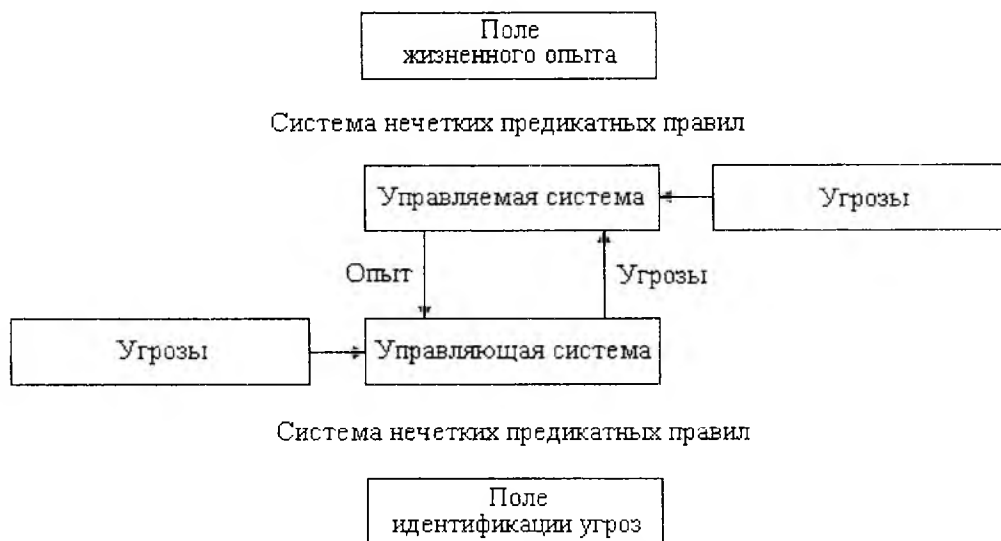 Поле
жизненного опыта
Система нечетких предикатных правил
Управляемая система
Угрозы
Опыт
Угрозы
Угрозы
Управляющая система
Система нечетких предикатных правил
Поле
идентификации угроз